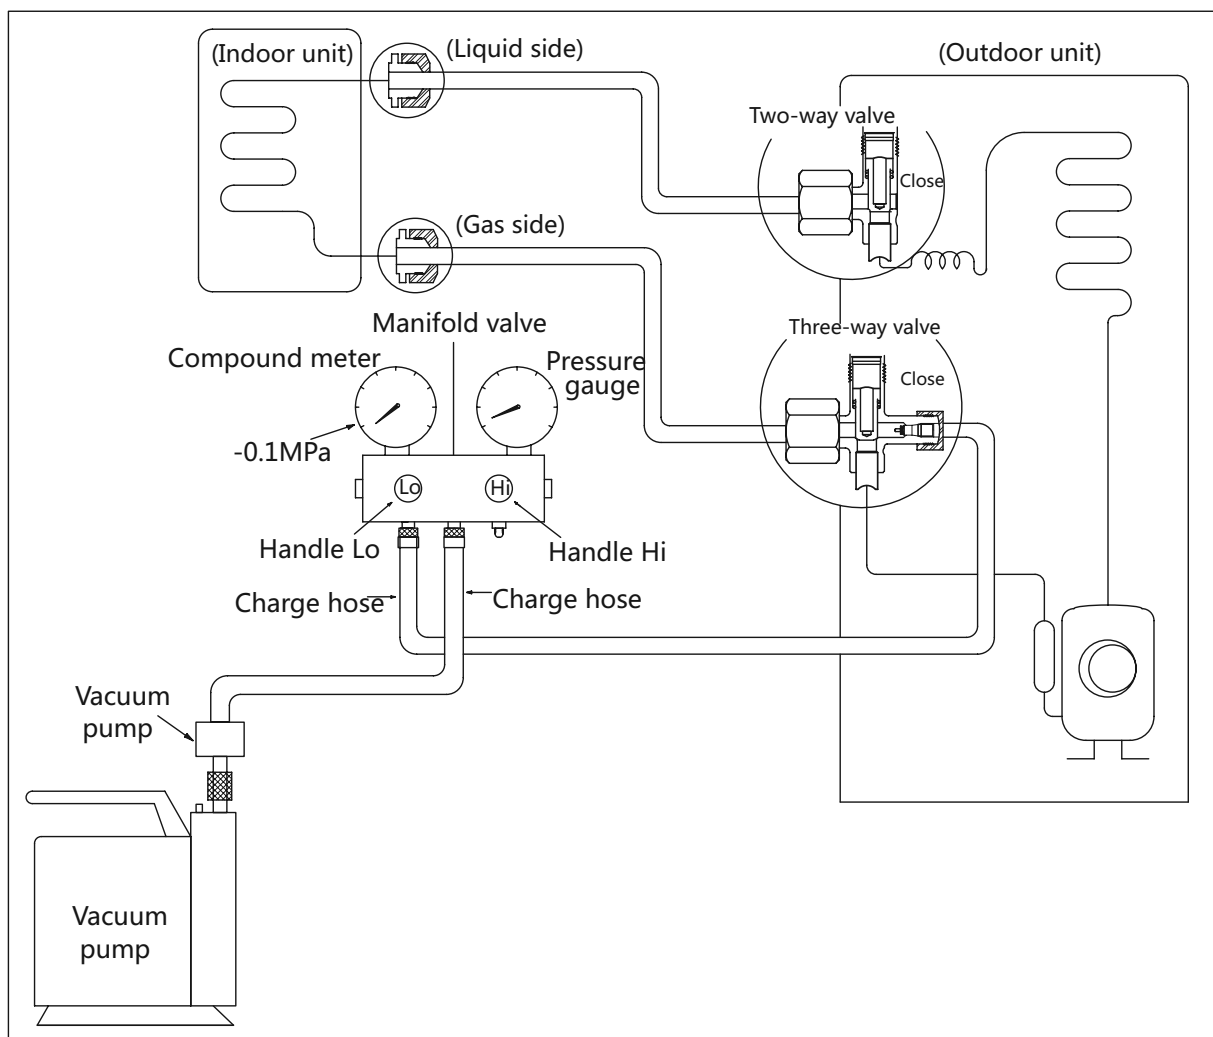 (Indoor unit)
(Liquid side)
(Outdoor unit)
Two-way valve
Close
(Gas side)
Manifold valve
Three-way valve
Compound meter
Pressure
gauge
Close
-0.1MPa
Lo
Hi
Handle Lo
Handle Hi
Charge hose
Charge hose
Vacuum
pump
Vacuum
pump